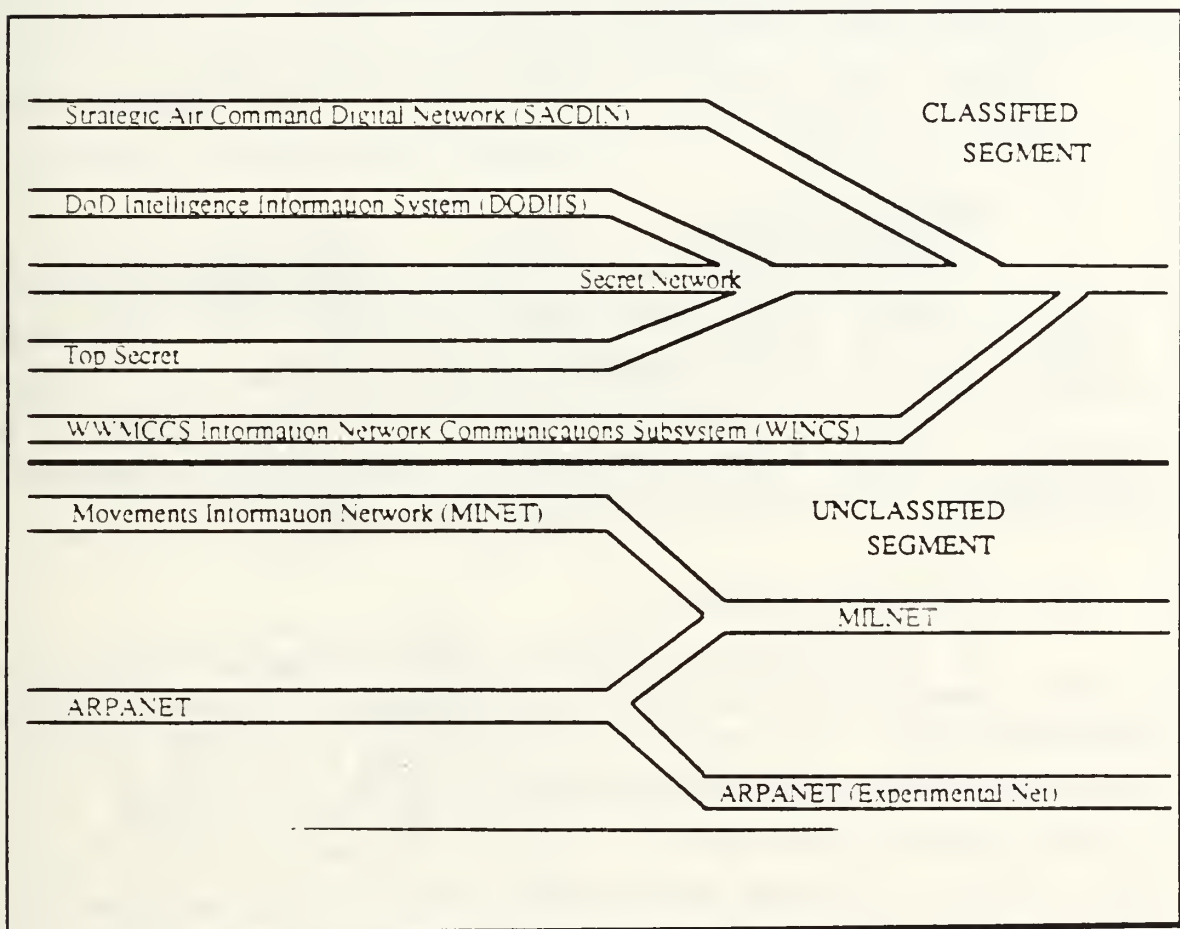 Strategic Air Command Digital Network (SACDIN)
CLASSIFIED
SEGMENT
DoD Intelligence Information System (DODIIS)
Secret Network
Top Secret
WWMCCS Information Network Communications Subsystem (WINCS)
Movements Information Network (MINET)
UNCLASSIFIED
SEGMENT
MILNET
ARPANET
ARPANET (Experimental Net)